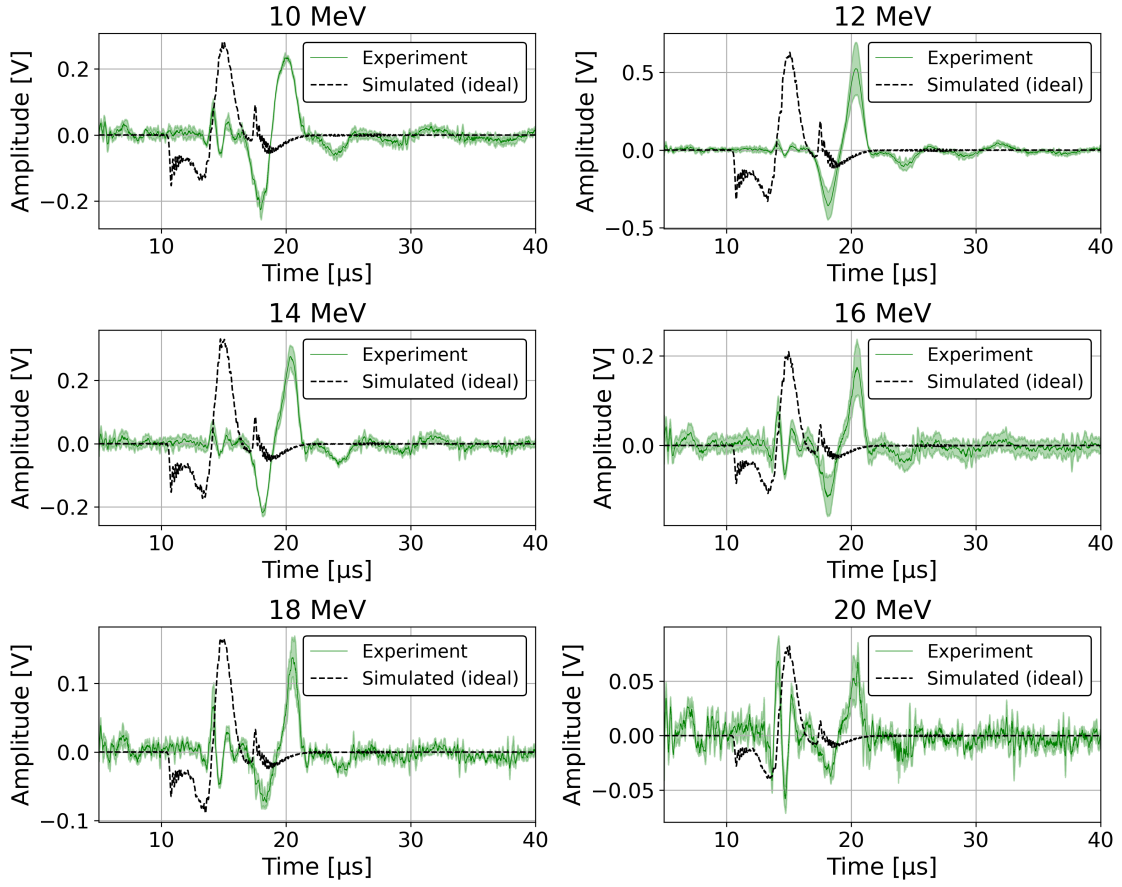 10 MeV
Amplitude [V]
0.2
0.0
−0.2
Experiment
Simulated (ideal)
10 20 30 40
Time [µs]
12 MeV
Amplitude [V]
0.5
0.0
−0.5
Experiment
Simulated (ideal)
10 20 30 40
Time [µs]
14 MeV
Amplitude [V]
0.2
0.0
−0.2
Experiment
Simulated (ideal)
10 20 30 40
Time [µs]
16 MeV
Amplitude [V]
0.2
0.0
Experiment
Simulated (ideal)
10 20 30 40
Time [µs]
18 MeV
Amplitude [V]
0.1
0.0
−0.1
Experiment
Simulated (ideal)
10 20 30 40
Time [µs]
20 MeV
Amplitude [V]
0.05
0.00
−0.05
Experiment
Simulated (ideal)
10 20 30 40
Time [µs]